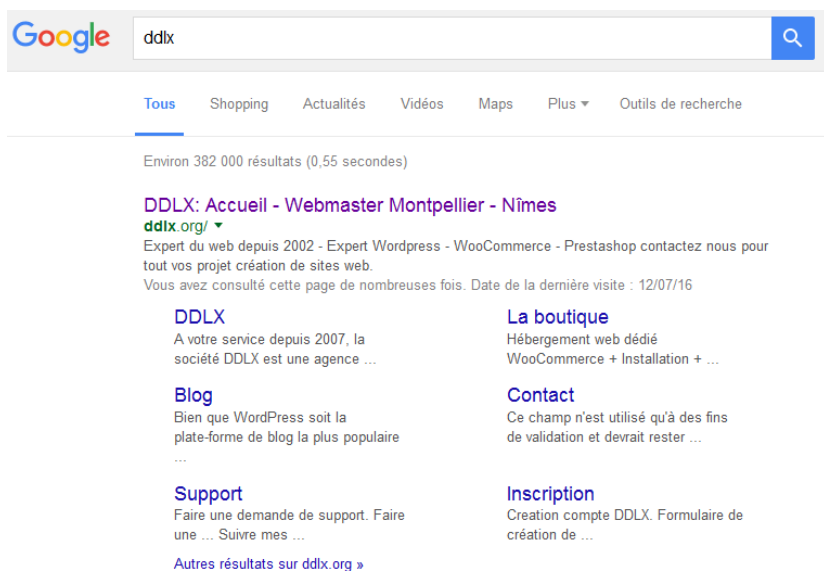 Google
ddlx
Tous Shopping Actualités Vidéos Maps Plus Outils de recherche
Environ 382 000 résultats (0,55 secondes)
DDLX: Accueil - Webmaster Montpellier - Nîmes
ddlx.org/
Expert du web depuis 2002 - Expert Wordpress - WooCommerce - Prestashop contactez nous pour
tout vos projet création de sites web.
Vous avez consulté cette page de nombreuses fois. Date de la dernière visite : 12/07/16
DDLX
A votre service depuis 2007, la
société DDLX est une agence ...
La boutique
Hébergement web dédié
WooCommerce + Installation + ...
Blog
Bien que WordPress soit la
plate-forme de blog la plus populaire
...
Contact
Ce champ n'est utilisé qu'à des fins
de validation et devrait rester ...
Support
Faire une demande de support. Faire
une ... Suivre mes ...
Inscription
Creation compte DDLX. Formulaire de
création de ...
Autres résultats sur ddlx.org »